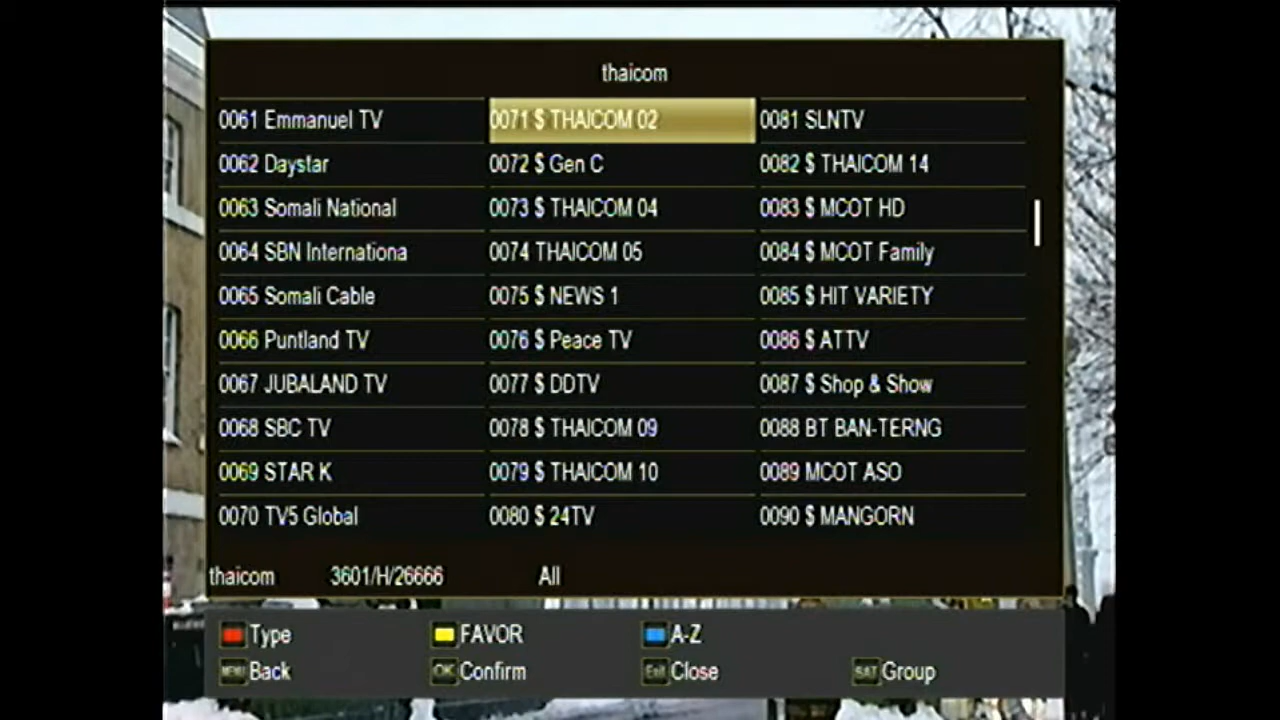 thaicom
0061 Emmanuel TV
0062 Daystar
0063 Somali National
0064 SBN Internationa
0065 Somali Cable
0066 Puntland TV
0067 JUBALAND TV
0068 SBC TV
0069 STAR K
0070 TV5 Global
0071 $ THAICOM 02
0072 $ Gen C
0073 $ THAICOM 04
0074 THAICOM 05
0075 $ NEWS 1
0076 $ Peace TV
0077 $ DDTV
0078 $ THAICOM 09
0079 $ THAICOM 10
0080 $ 24TV
0081 SLNTV
0082 $ THAICOM 14
0083 $ MCOT HD
0084 $ MCOT Family
0085 $ HIT VARIETY
0086 $ ATTV
0087 $ Shop & Show
0088 BT BAN-TERNG
0089 MCOT ASO
0090 $ MANGORN
thaicom 3601/H/26666 All
Type FAVOR A-Z
MENU Back OK Confirm Exit Close SAT Group